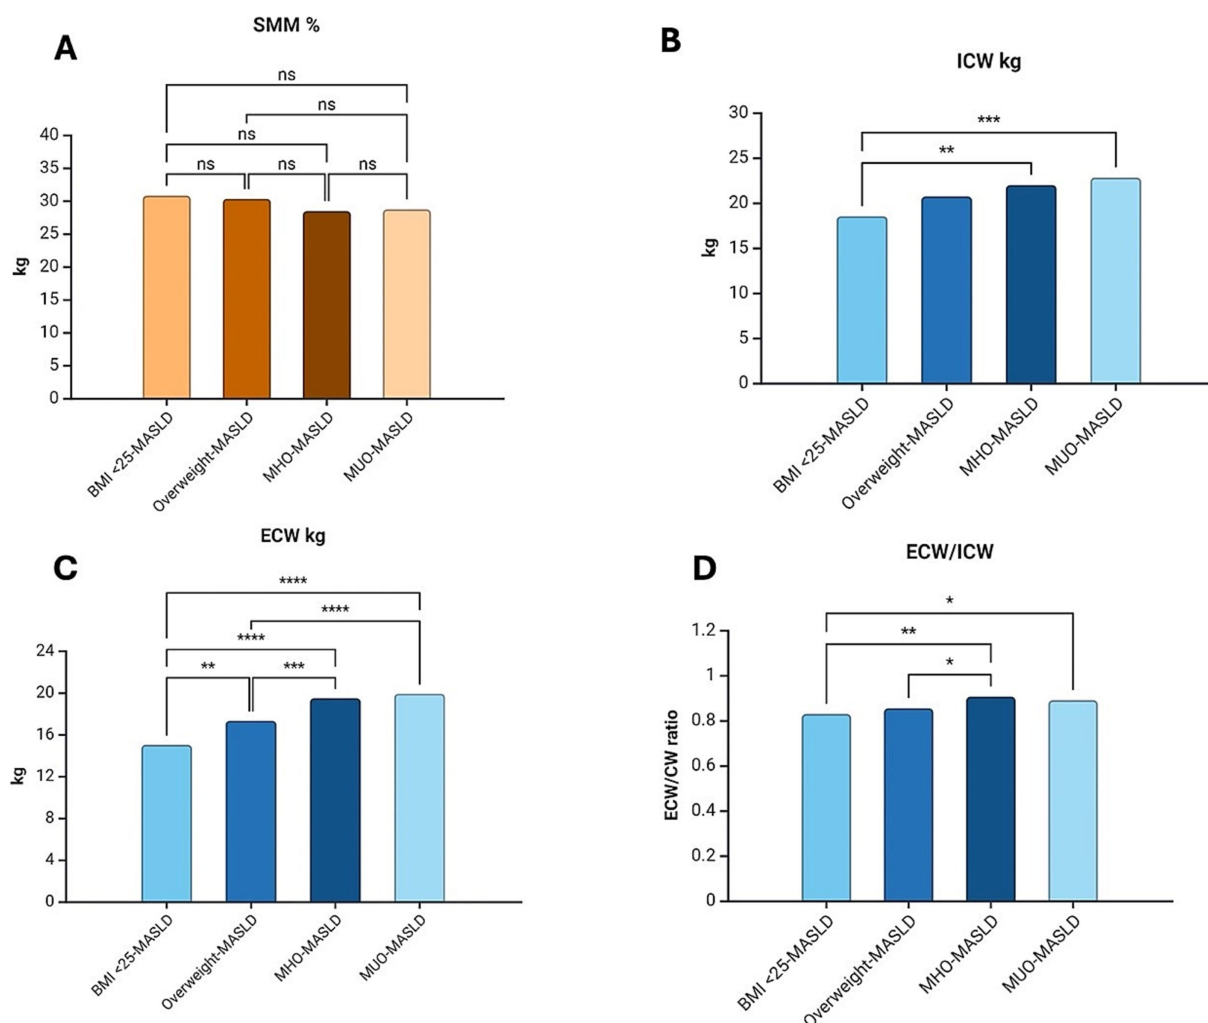 A
SMM %
ns
ns
ns
ns
ns
ns
40
35
30
25
20
15
10
5
0
kg
BMI <25-MASLD
Overweight-MASLD
MHO-MASLD
MUO-MASLD
B
ICW kg
***
**
30
25
20
15
10
5
0
kg
BMI <25-MASLD
Overweight-MASLD
MHO-MASLD
MUO-MASLD
C
ECW kg
****
****
****
**
***
24
20
16
12
8
4
0
kg
BMI <25-MASLD
Overweight-MASLD
MHO-MASLD
MUO-MASLD
D
ECW/ICW
*
**
*
1.2
1
0.8
0.6
0.4
0.2
0
ECW/CW ratio
BMI <25-MASLD
Overweight-MASLD
MHO-MASLD
MUO-MASLD